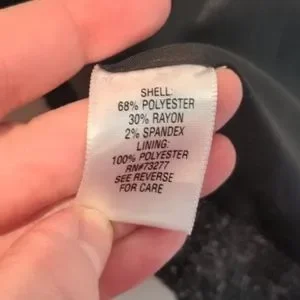 SHELL:
68% POLYESTER
30% RAYON
2% SPANDEX
LINING:
100% POLYESTER
RN#73277
SEE REVERSE
FOR CARE